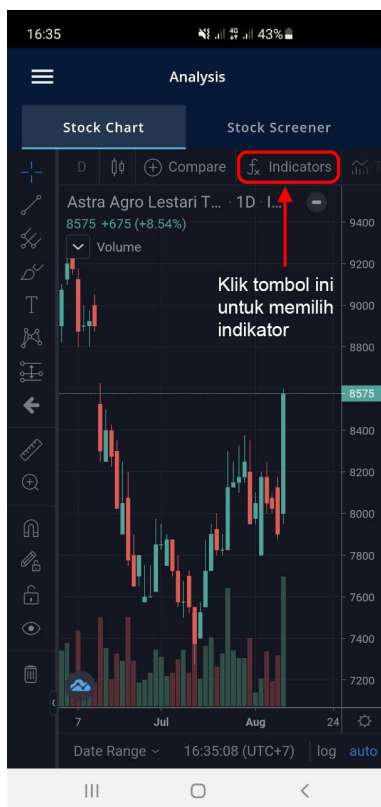 16:35
43%
Analysis
Stock Chart
Stock Screener
D
Compare
fx Indicators
Astra Agro Lestari T... · 1D · I...
8575 +675 (+8.54%)
Volume
Klik tombol ini
untuk memilih
indikator
T
9400
9200
9000
8800
8575
8400
8200
8000
7800
7600
7400
7200
7
Jul
Aug
24
Date Range
16:35:08 (UTC+7)
log
auto